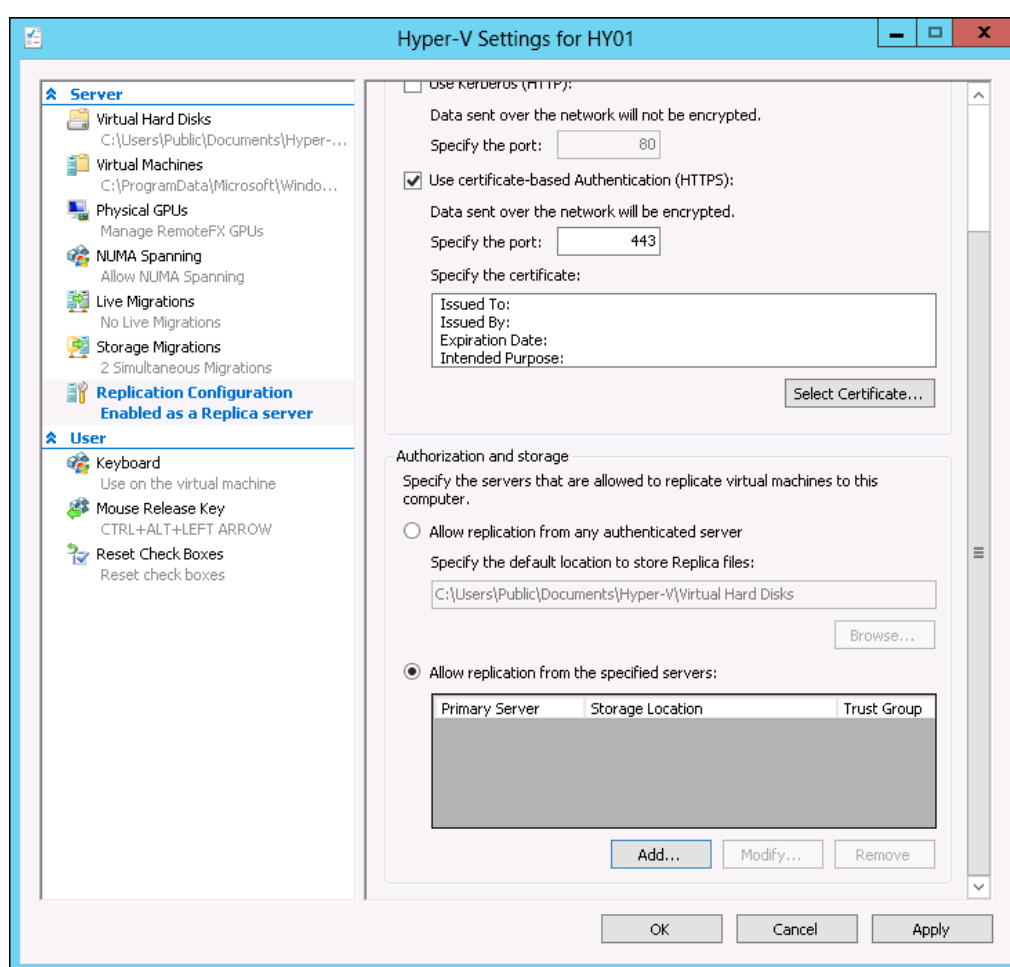 Hyper-V Settings for HY01
Server
Virtual Hard Disks
C:\Users\Public\Documents\Hyper-...
Virtual Machines
C:\ProgramData\Microsoft\Windo...
Physical GPUs
Manage RemoteFX GPUs
NUMA Spanning
Allow NUMA Spanning
Live Migrations
No Live Migrations
Storage Migrations
2 Simultaneous Migrations
Replication Configuration
Enabled as a Replica server
User
Keyboard
Use on the virtual machine
Mouse Release Key
CTRL+ALT+LEFT ARROW
Reset Check Boxes
Reset check boxes
Use Kerberos (HTTP):
Data sent over the network will not be encrypted.
Specify the port: 80
Use certificate-based Authentication (HTTPS):
Data sent over the network will be encrypted.
Specify the port: 443
Specify the certificate:
Issued To:
Issued By:
Expiration Date:
Intended Purpose:
Select Certificate...
Authorization and storage
Specify the servers that are allowed to replicate virtual machines to this
computer.
Allow replication from any authenticated server
Specify the default location to store Replica files:
C:\Users\Public\Documents\Hyper-V\Virtual Hard Disks
Browse...
Allow replication from the specified servers:
Primary Server Storage Location Trust Group
Add... Modify... Remove
OK Cancel Apply